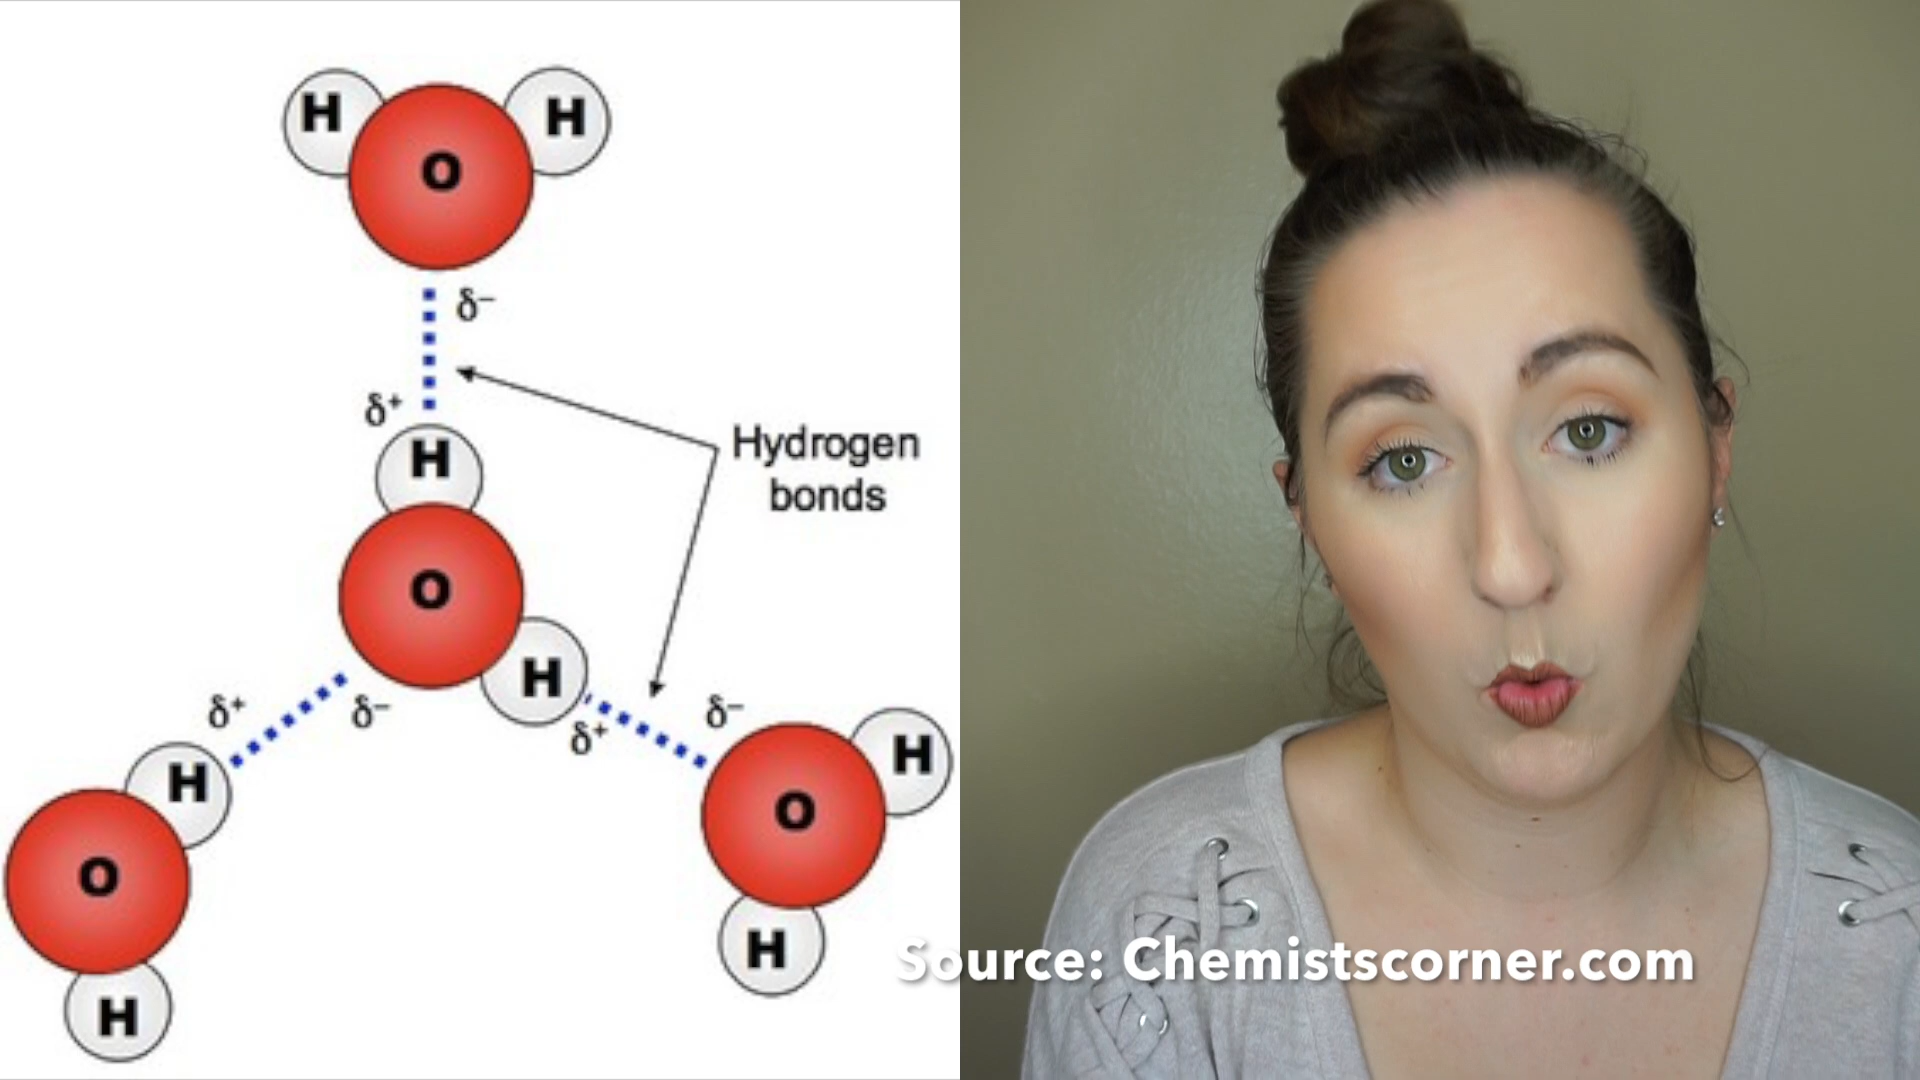 H H
O
δ⁻
δ⁺
H
Hydrogen
bonds
O
H
δ⁺ δ⁻ δ⁺ δ⁻
H H
O O
H
H
Source: Chemistscorner.com